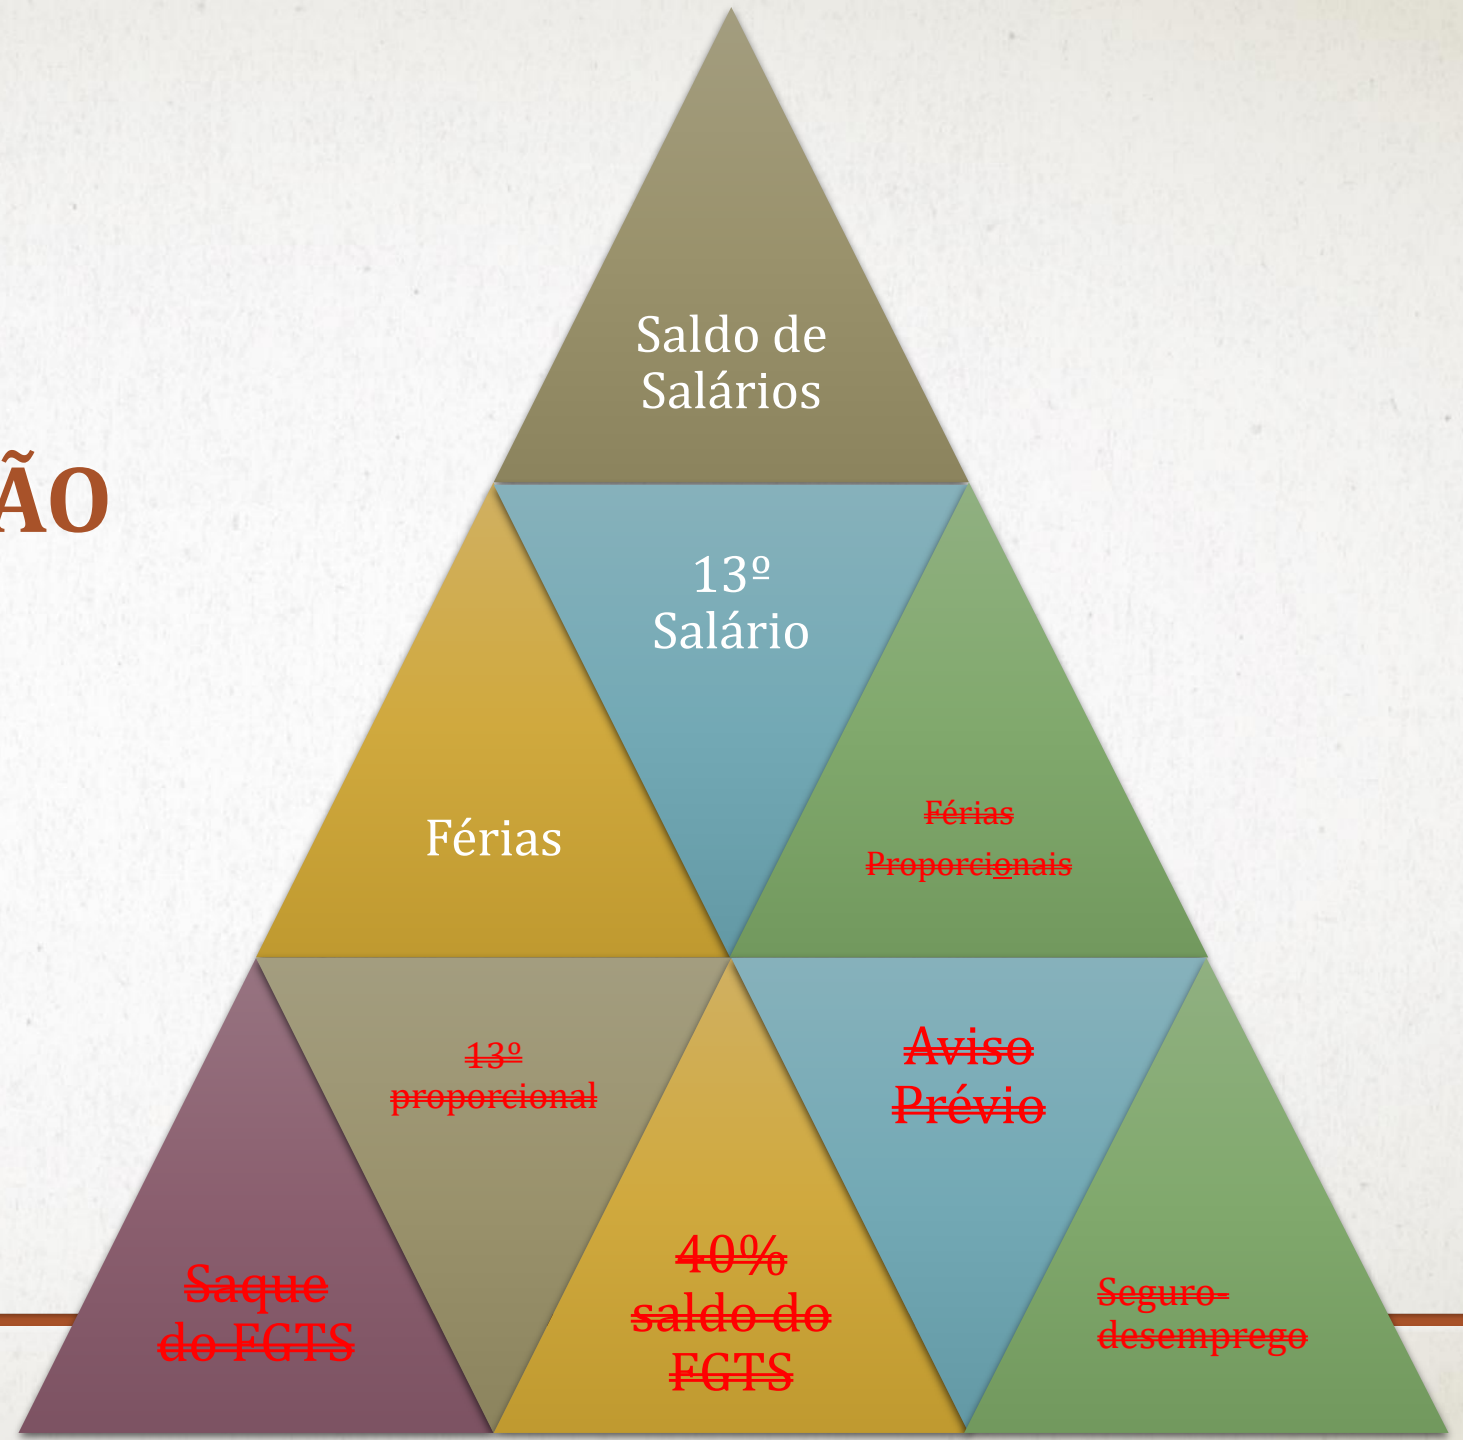 Saldo de
Salários
ÃO
13º
Salário
Férias
Férias
Proporcionais
13º
proporcional
Aviso
Prévio
Saque
do FGTS
40%
saldo do
FGTS
Seguro-
desemprego